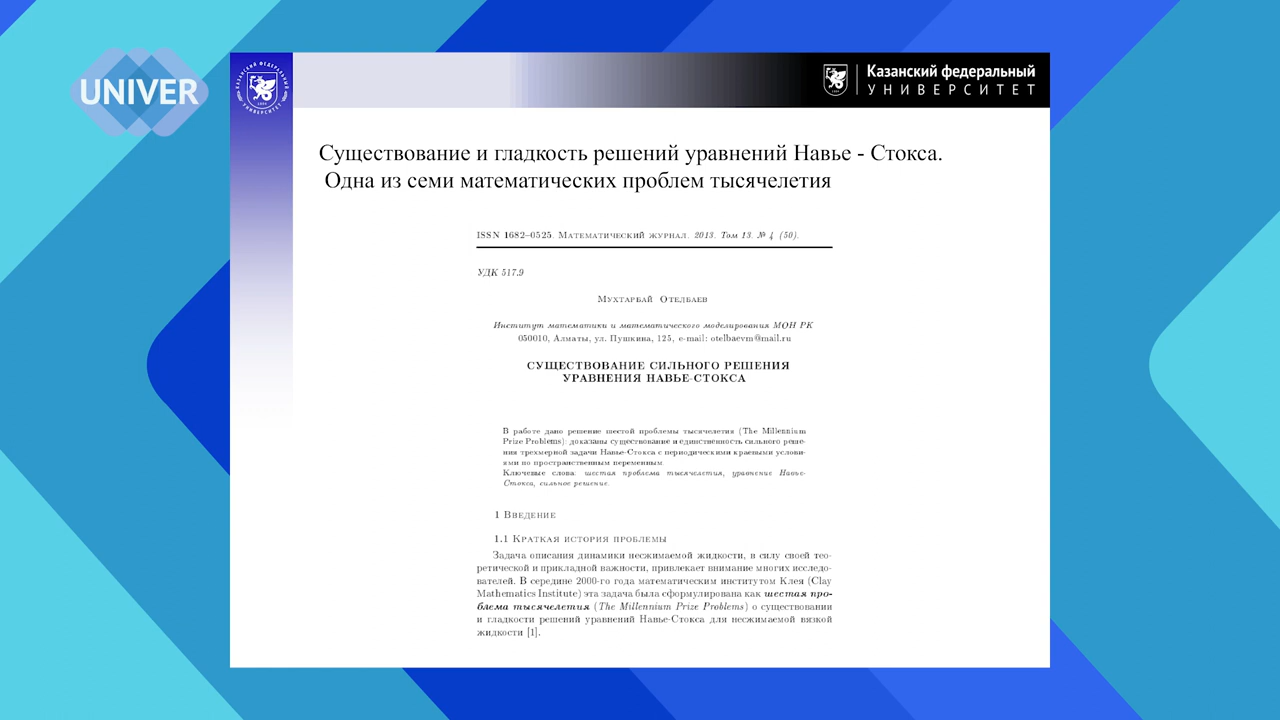 UNIVER
КАЗАНСКИЙ ФЕДЕРАЛЬНЫЙ УНИВЕРСИТЕТ
1804
Казанский федеральный
УНИВЕРСИТЕТ
Существование и гладкость решений уравнений Навье - Стокса.
Одна из семи математических проблем тысячелетия
ISSN 1682–0525. Математический журнал. 2013. Том 13. № 4 (50).
УДК 517.9
Мухтарбай Отелбаев
Институт математики и математического моделирования МОН РК
050010, Алматы, ул. Пушкина, 125, e-mail: otelbaevm@mail.ru
СУЩЕСТВОВАНИЕ СИЛЬНОГО РЕШЕНИЯ
УРАВНЕНИЯ НАВЬЕ-СТОКСА
В работе дано решение шестой проблемы тысячелетия (The Millennium
Prize Problems): доказаны существование и единственность сильного реше-
ния трехмерной задачи Навье-Стокса с периодическими краевыми услови-
ями по пространственным переменным.
Ключевые слова: шестая проблема тысячелетия, уравнение Навье-
Стокса, сильное решение.
1 Введение
1.1 Краткая история проблемы
Задача описания динамики несжимаемой жидкости, в силу своей тео-
ретической и прикладной важности, привлекает внимание многих исследо-
вателей. В середине 2000-го года математическим институтом Клея (Clay
Mathematics Institute) эта задача была сформулирована как шестая про-
блема тысячелетия (The Millennium Prize Problems) о существовании
и гладкости решений уравнений Навье-Стокса для несжимаемой вязкой
жидкости [1].